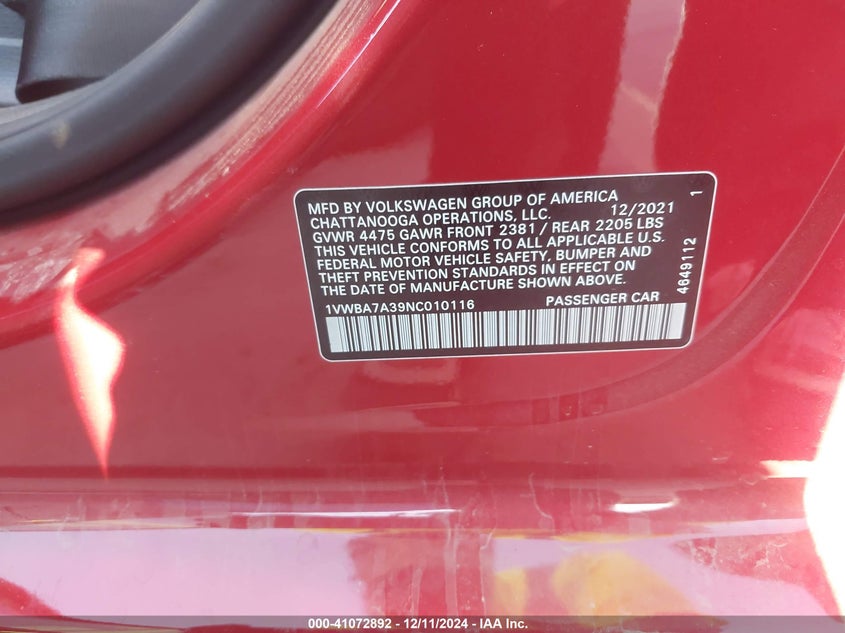 MFD BY VOLKSWAGEN GROUP OF AMERICA
CHATTANOOGA OPERATIONS, LLC. 12/2021 1
GVWR 4475 GAWR FRONT 2381 / REAR 2205 LBS
THIS VEHICLE CONFORMS TO ALL APPLICABLE U.S.
FEDERAL MOTOR VEHICLE SAFETY, BUMPER AND
THEFT PREVENTION STANDARDS IN EFFECT ON
THE DATE OF MANUFACTURE SHOWN ABOVE.
4649112
1VWBA7A39NC010116 PASSENGER CAR
000-41072892 - 12/11/2024 - IAA Inc.